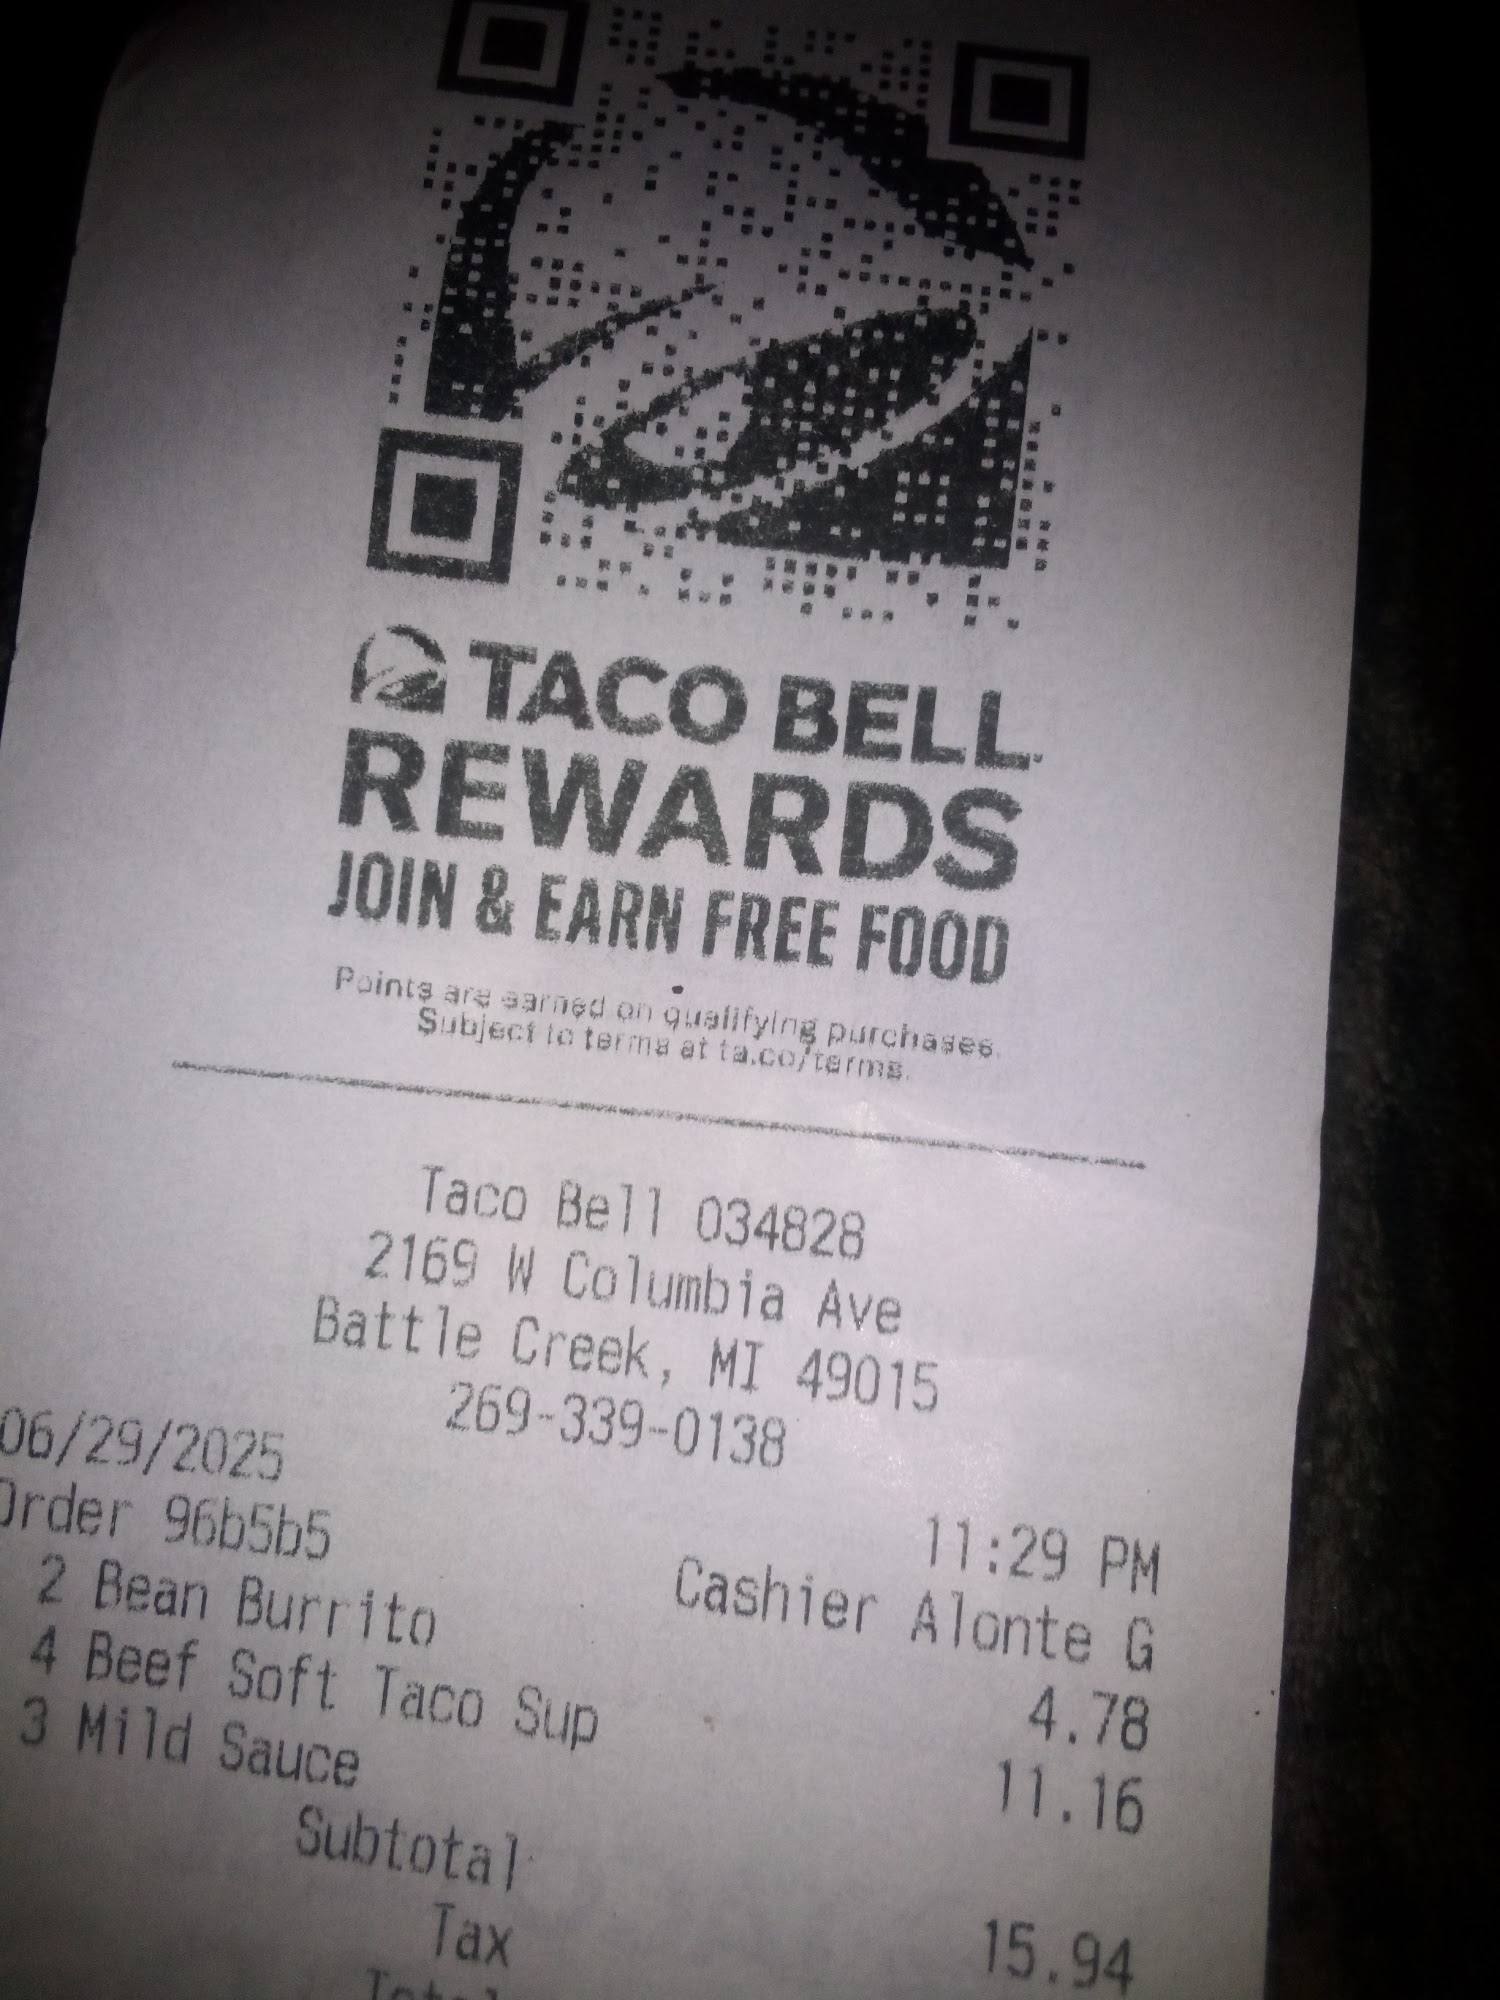 TACO BELL
REWARDS
JOIN & EARN FREE FOOD
Points are earned on qualifying purchases.
Subject to terms at ta.co/terms.
Taco Bell 034828
2169 W Columbia Ave
Battle Creek, MI 49015
269-339-0138
06/29/2025 11:29 PM
Order 96b5b5 Cashier Alonte G
2 Bean Burrito 4.78
4 Beef Soft Taco Sup 11.16
3 Mild Sauce
Subtotal 15.94
Tax
Total